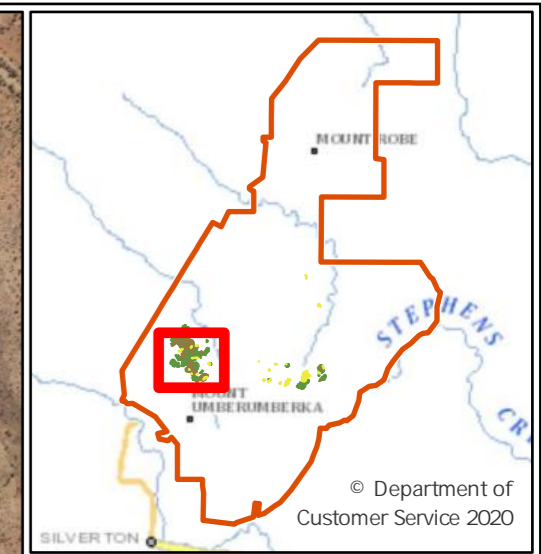 MOUNT ROBE
STEPHENS
CR
MOUNT
UMBERUMBERKA
© Department of
Customer Service 2020
SILVERTON